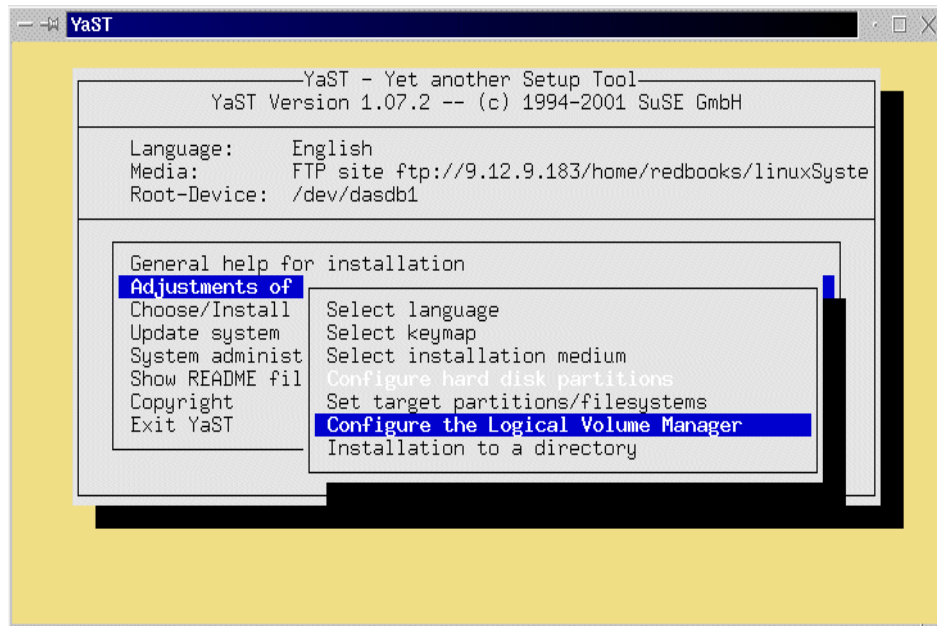 YaST
YaST - Yet another Setup Tool
YaST Version 1.07.2 -- (c) 1994-2001 SuSE GmbH
Language: English
Media: FTP site ftp://9.12.9.183/home/redbooks/linuxSyste
Root-Device: /dev/dasdb1
General help for installation
Adjustments of
Choose/Install
Update system
System administ
Show README fil
Copyright
Exit YaST
Select language
Select keymap
Select installation medium
Configure hard disk partitions
Set target partitions/filesystems
Configure the Logical Volume Manager
Installation to a directory